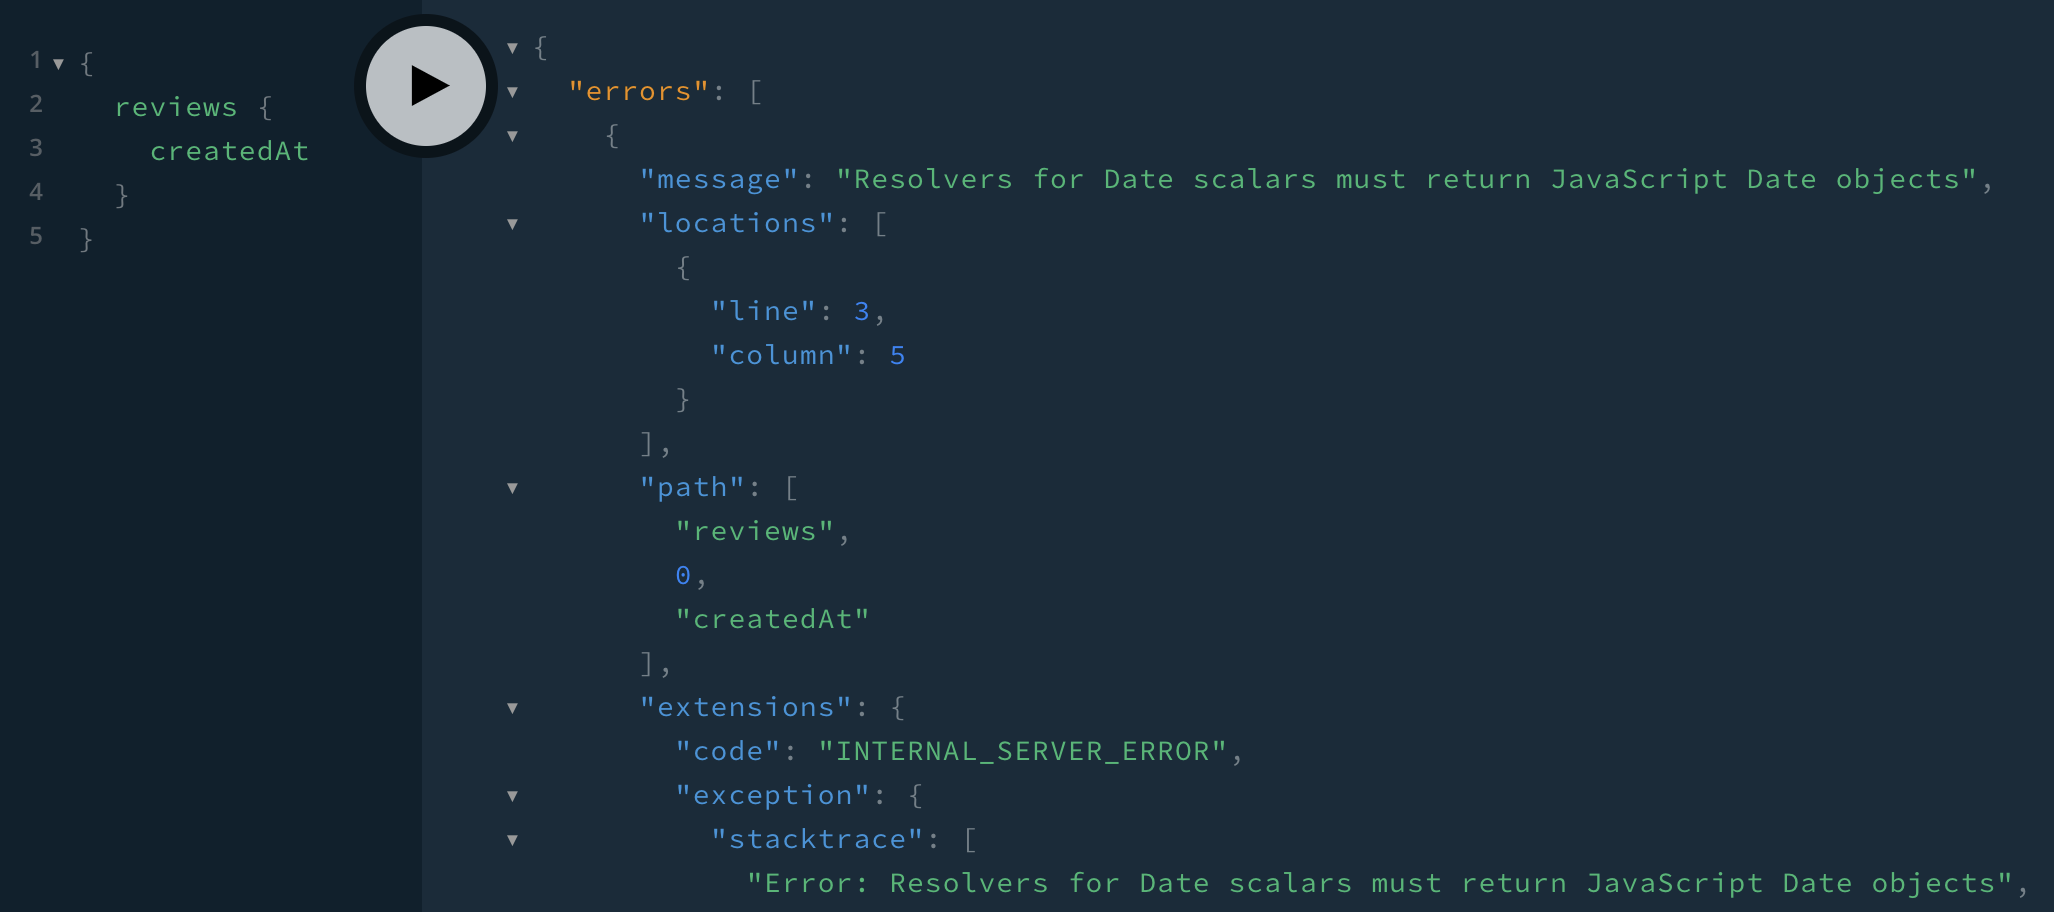 1 {
2 reviews {
3 createdAt
4 }
5 }
{
"errors": [
{
"message": "Resolvers for Date scalars must return JavaScript Date objects",
"locations": [
{
"line": 3,
"column": 5
}
],
"path": [
"reviews",
0,
"createdAt"
],
"extensions": {
"code": "INTERNAL_SERVER_ERROR",
"exception": {
"stacktrace": [
"Error: Resolvers for Date scalars must return JavaScript Date objects",